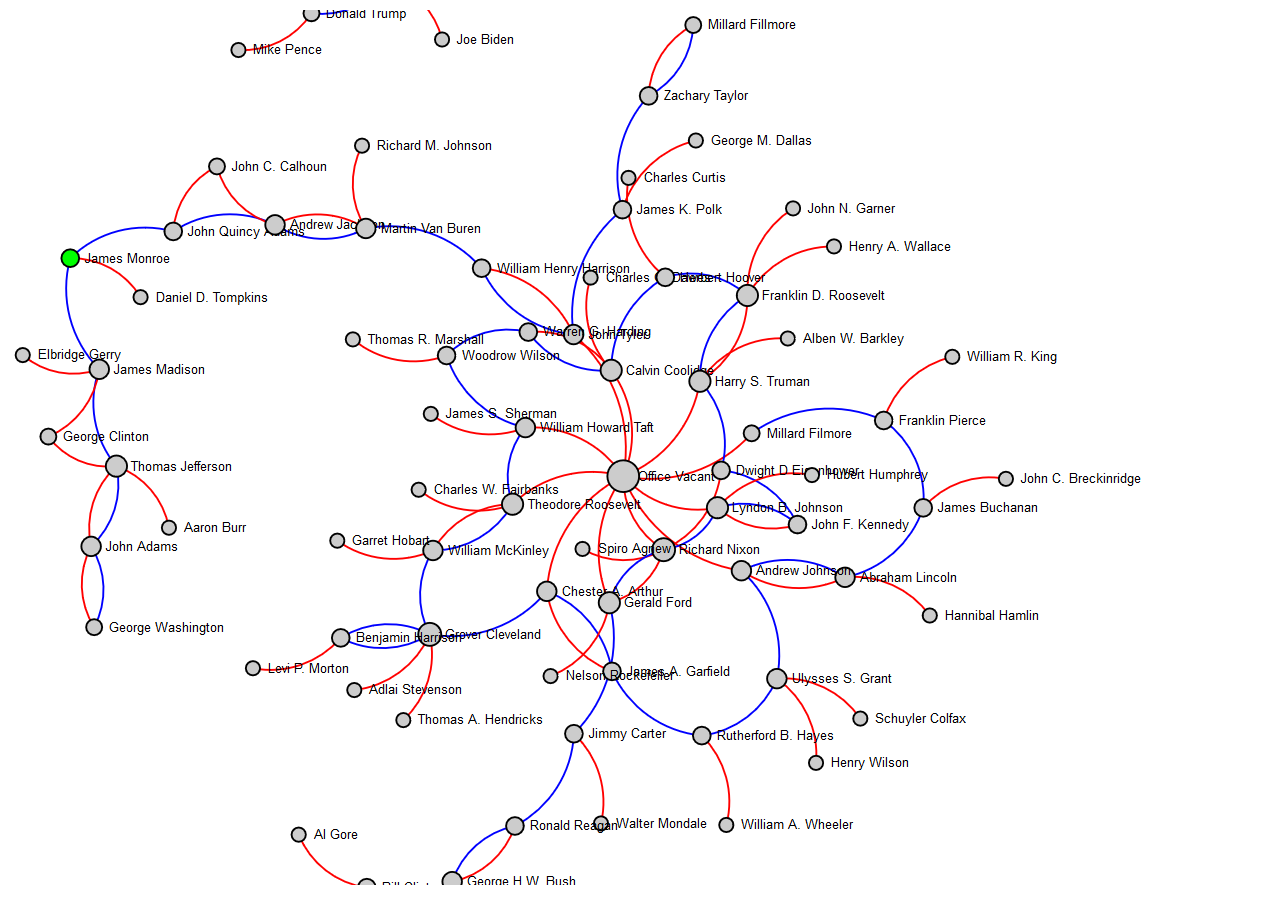 Donald Trump
Mike Pence
Joe Biden
Millard Fillmore
Zachary Taylor
George M. Dallas
Richard M. Johnson
John C. Calhoun
Charles Curtis
James K. Polk
John N. Garner
Andrew Jackson
Martin Van Buren
John Quincy Adams
Henry A. Wallace
James Monroe
William Henry Harrison
Charles
Herbert Hoover
Daniel D. Tompkins
Franklin D. Roosevelt
Warren G. Harding
John Tyler
Thomas R. Marshall
Alben W. Barkley
Elbridge Gerry
Woodrow Wilson
William R. King
James Madison
Calvin Coolidge
Harry S. Truman
James S. Sherman
Franklin Pierce
William Howard Taft
Millard Filmore
George Clinton
Thomas Jefferson
Office Vacant
Dwight D Eisenhower
Hubert Humphrey
John C. Breckinridge
Charles W. Fairbanks
Theodore Roosevelt
Lyndon B. Johnson
James Buchanan
Aaron Burr
John F. Kennedy
Garret Hobart
John Adams
William McKinley
Spiro Agnew
Richard Nixon
Andrew Johnson
Abraham Lincoln
Chester A. Arthur
Gerald Ford
Hannibal Hamlin
George Washington
Benjamin Harrison
Grover Cleveland
Levi P. Morton
James A. Garfield
Nelson Rockefeller
Ulysses S. Grant
Adlai Stevenson
Thomas A. Hendricks
Schuyler Colfax
Jimmy Carter
Rutherford B. Hayes
Henry Wilson
Ronald Reagan
Walter Mondale
William A. Wheeler
Al Gore
George H.W. Bush